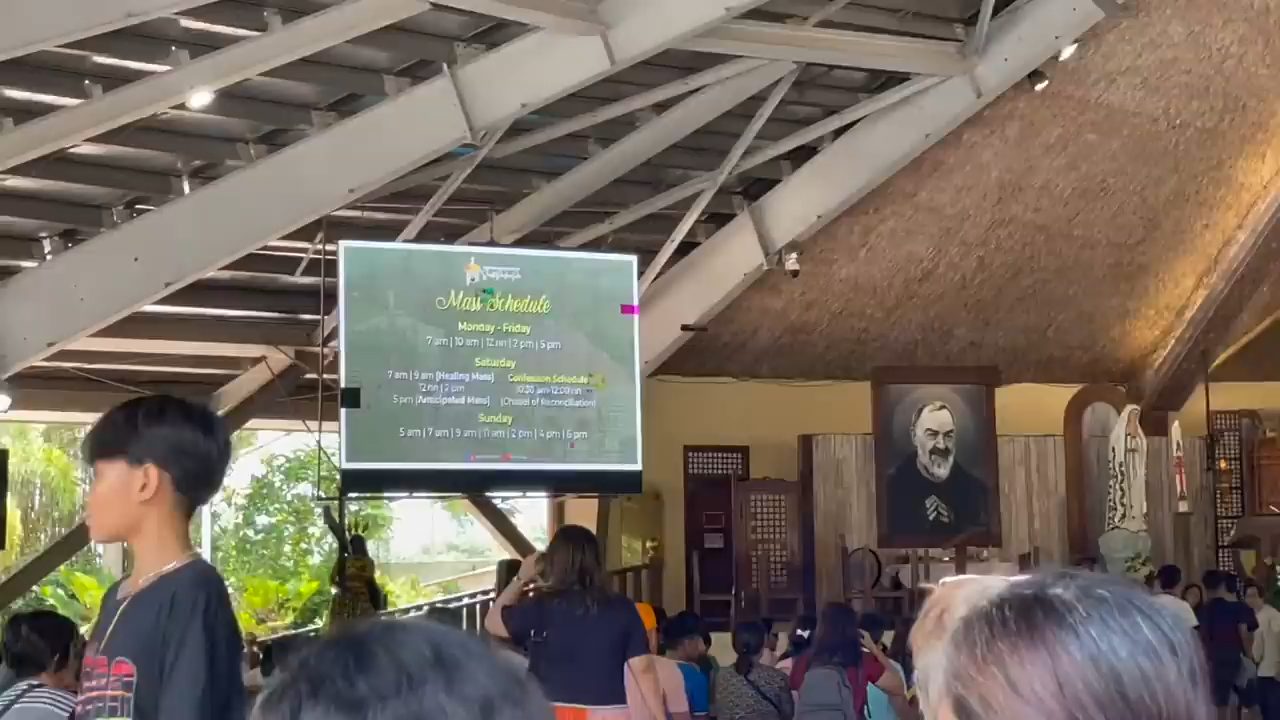 Mass Schedule
Monday - Friday
7 am | 10 am | 12 nn | 2 pm | 5 pm
Saturday
7 am | 9 am (Healing Mass)
12 nn | 2 pm
5 pm (Anticipated Mass)
Confession Schedule
10:30 am-12:00 nn
(Chapel of Reconciliation)
Sunday
5 am | 7 am | 9 am | 11 am | 2 pm | 4 pm | 6 pm